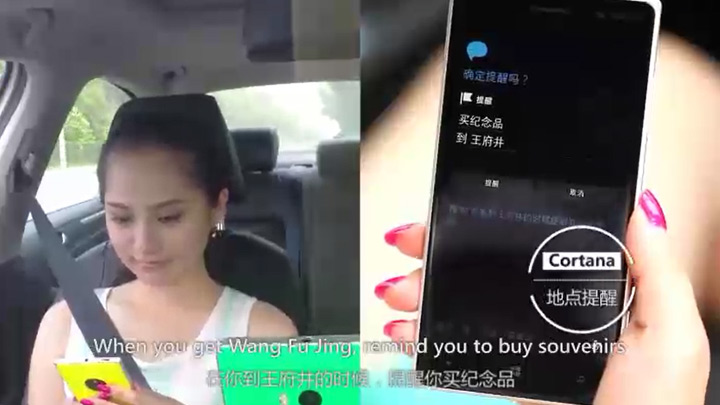 确定提醒吗？
提醒
买纪念品
到 王府井
提醒 取消
Cortana
地点提醒
When you get Wang Fu Jing, remind you to buy souvenirs
在你到王府井的时候，提醒你买纪念品